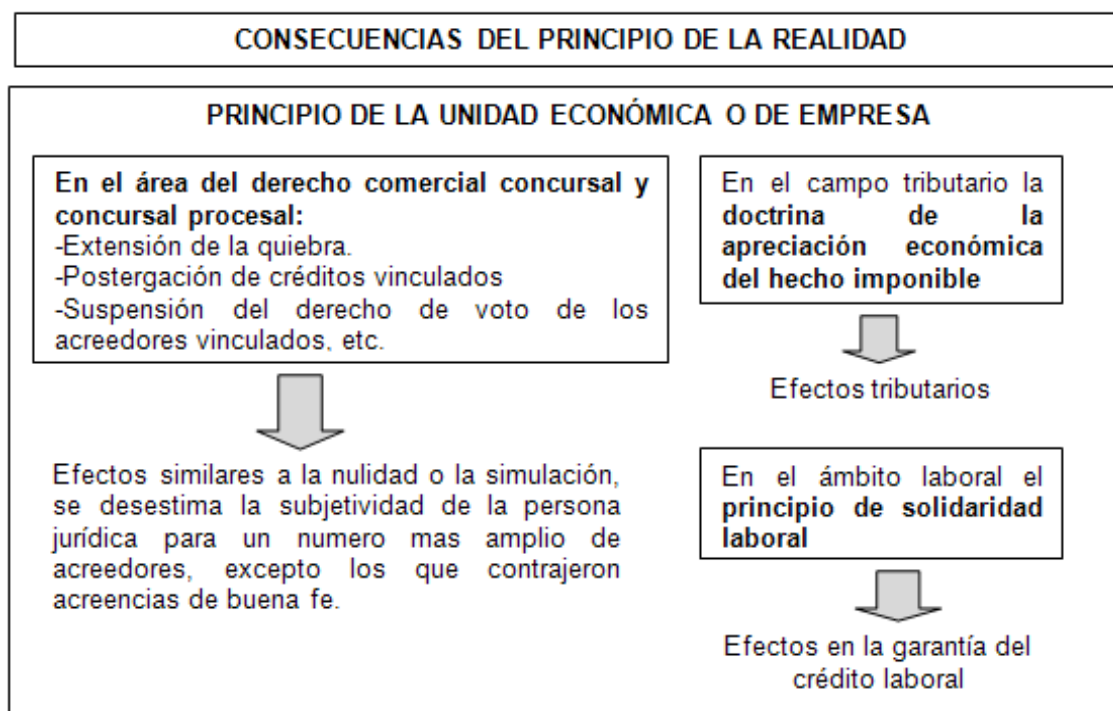 CONSECUENCIAS DEL PRINCIPIO DE LA REALIDAD
PRINCIPIO DE LA UNIDAD ECONÓMICA O DE EMPRESA
En el área del derecho comercial concursal y
concursal procesal:
-Extensión de la quiebra.
-Postergación de créditos vinculados
-Suspensión del derecho de voto de los
acreedores vinculados, etc.
Efectos similares a la nulidad o la simulación,
se desestima la subjetividad de la persona
jurídica para un numero mas amplio de
acreedores, excepto los que contrajeron
acreencias de buena fe.
En el campo tributario la
doctrina de la
apreciación económica
del hecho imponible
Efectos tributarios
En el ámbito laboral el
principio de solidaridad
laboral
Efectos en la garantía del
crédito laboral